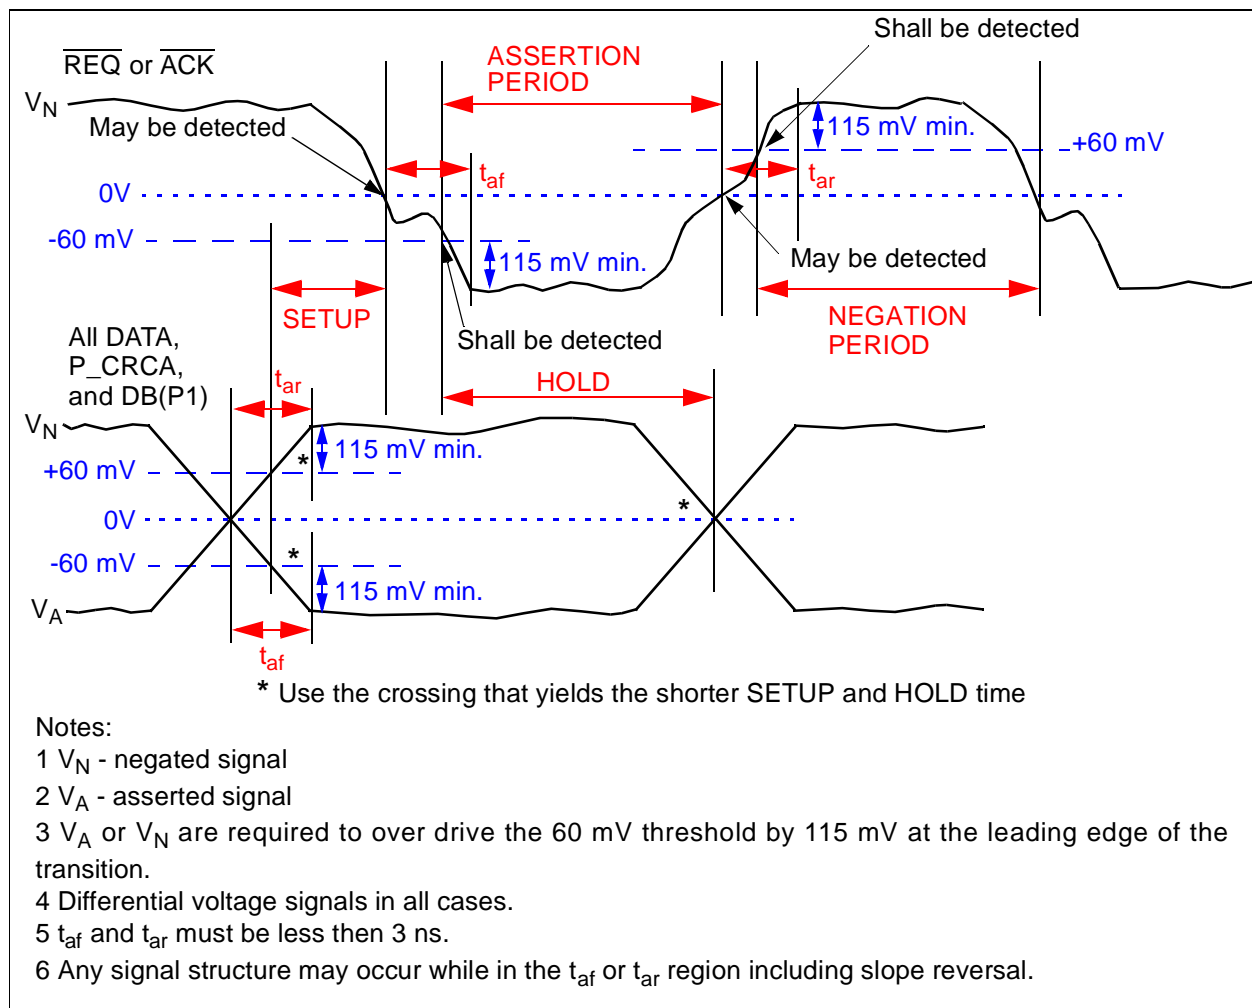 Shall be detected
REQ or ACK
ASSERTION
PERIOD
VN
May be detected
115 mV min.
+60 mV
taf
tar
0V
-60 mV
115 mV min.
May be detected
SETUP
NEGATION
PERIOD
Shall be detected
All DATA,
P_CRCA,
and DB(P1)
tar
HOLD
VN
115 mV min.
+60 mV
*
*
0V
-60 mV
*
115 mV min.
VA
taf
* Use the crossing that yields the shorter SETUP and HOLD time
Notes:
1 VN - negated signal
2 VA - asserted signal
3 VA or VN are required to over drive the 60 mV threshold by 115 mV at the leading edge of the
transition.
4 Differential voltage signals in all cases.
5 taf and tar must be less then 3 ns.
6 Any signal structure may occur while in the taf or tar region including slope reversal.